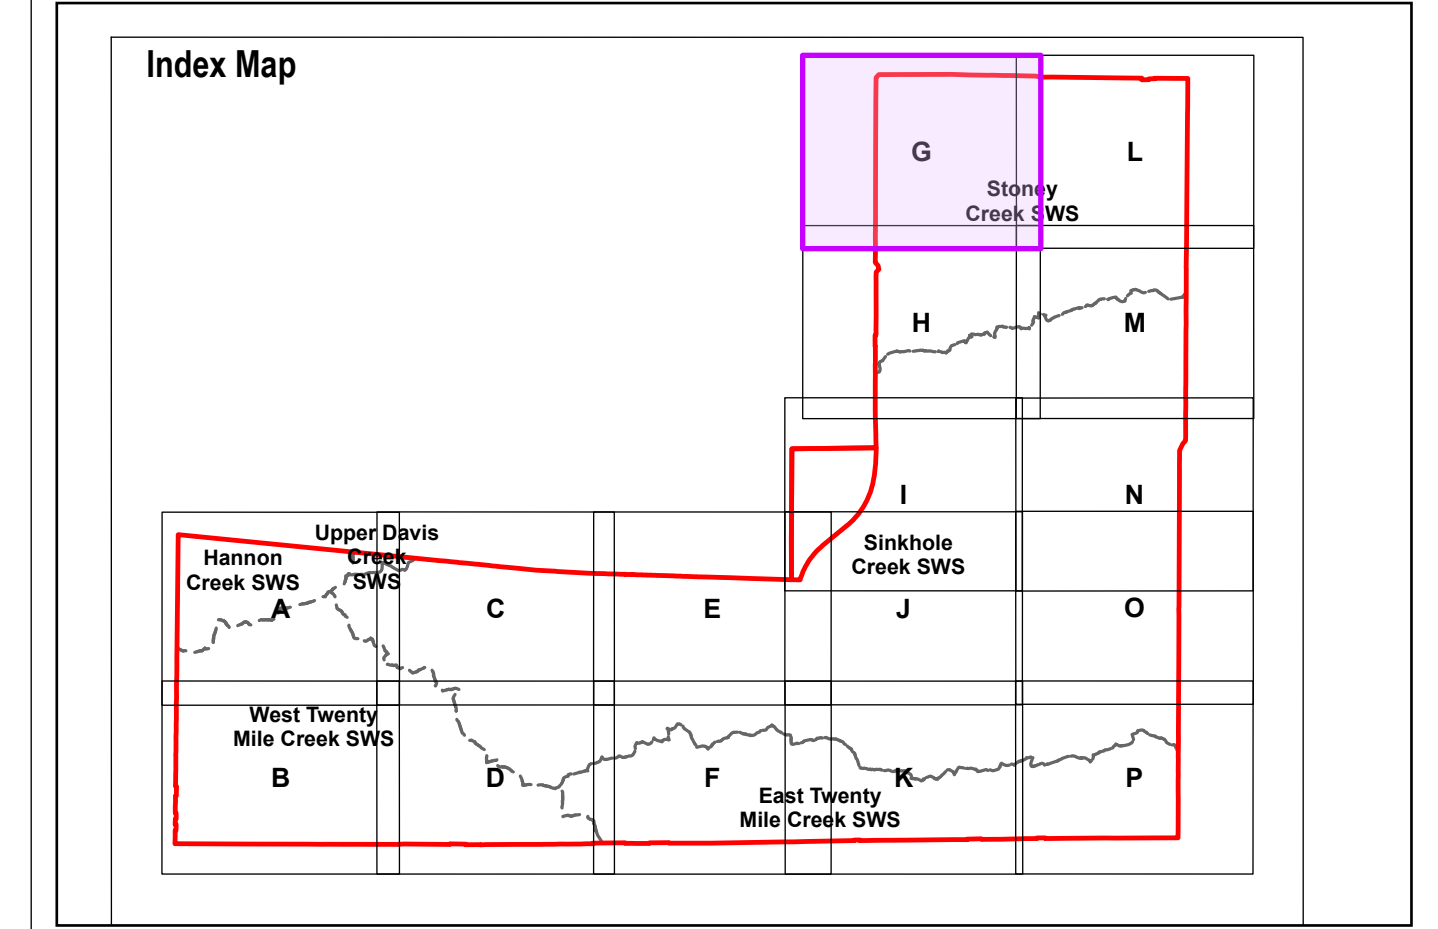 Index Map
G
L
Stoney
Creek SWS
H
M
I
N
Upper Davis
Creek
SWS
Hannon
Creek SWS
Sinkhole
Creek SWS
A
C
E
J
O
West Twenty
Mile Creek SWS
B
D
F
K
P
East Twenty
Mile Creek SWS